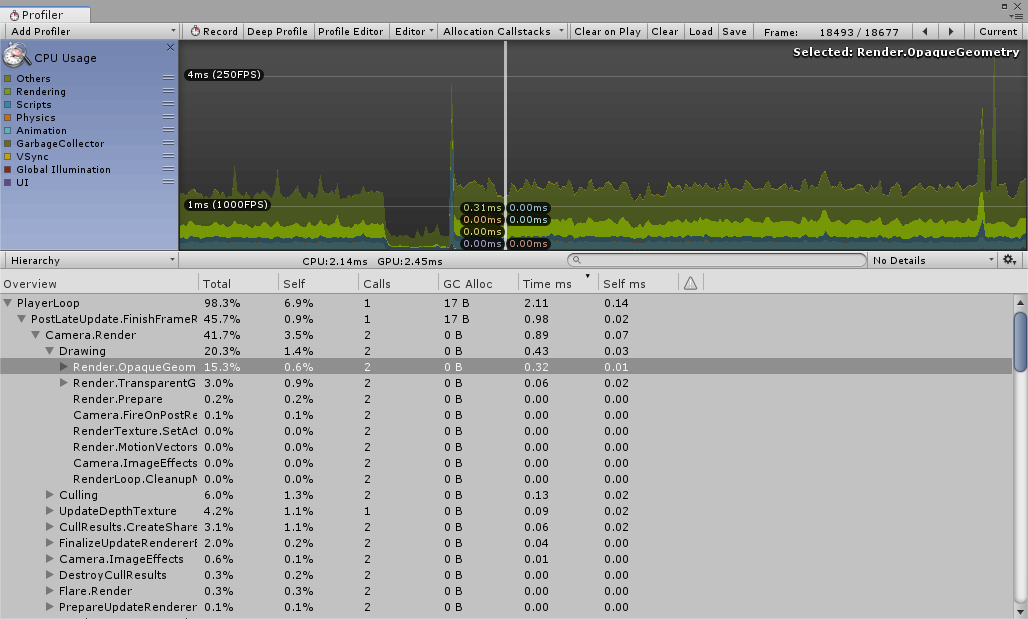 Profiler
Add Profiler Record Deep Profile Profile Editor Editor Allocation Callstacks Clear on Play Clear Load Save Frame: 18493 / 18677 Current
CPU Usage
Others
Rendering
Scripts
Physics
Animation
GarbageCollector
VSync
Global Illumination
UI
Selected: Render.OpaqueGeometry
4ms (250FPS)
1ms (1000FPS)
0.31ms 0.00ms
0.00ms 0.00ms
0.00ms
0.00ms 0.00ms
Hierarchy CPU:2.14ms GPU:2.45ms No Details
Overview Total Self Calls GC Alloc Time ms Self ms
PlayerLoop 98.3% 6.9% 1 17 B 2.11 0.14
PostLateUpdate.FinishFrameR 45.7% 0.9% 1 17 B 0.98 0.02
Camera.Render 41.7% 3.5% 2 0 B 0.89 0.07
Drawing 20.3% 1.4% 2 0 B 0.43 0.03
Render.OpaqueGeom 15.3% 0.6% 2 0 B 0.32 0.01
Render.TransparentG 3.0% 0.9% 2 0 B 0.06 0.02
Render.Prepare 0.2% 0.2% 2 0 B 0.00 0.00
Camera.FireOnPostRe 0.1% 0.1% 2 0 B 0.00 0.00
RenderTexture.SetAct 0.0% 0.0% 2 0 B 0.00 0.00
Render.MotionVectors 0.0% 0.0% 2 0 B 0.00 0.00
Camera.ImageEffects 0.0% 0.0% 2 0 B 0.00 0.00
RenderLoop.CleanupN 0.0% 0.0% 2 0 B 0.00 0.00
Culling 6.0% 1.3% 2 0 B 0.13 0.02
UpdateDepthTexture 4.2% 1.1% 1 0 B 0.09 0.02
CullResults.CreateShare 3.1% 1.1% 2 0 B 0.06 0.02
FinalizeUpdateRendererE 2.0% 0.2% 2 0 B 0.04 0.00
Camera.ImageEffects 0.6% 0.1% 2 0 B 0.01 0.00
DestroyCullResults 0.3% 0.2% 2 0 B 0.00 0.00
Flare.Render 0.3% 0.3% 2 0 B 0.00 0.00
PrepareUpdateRenderer 0.1% 0.1% 2 0 B 0.00 0.00